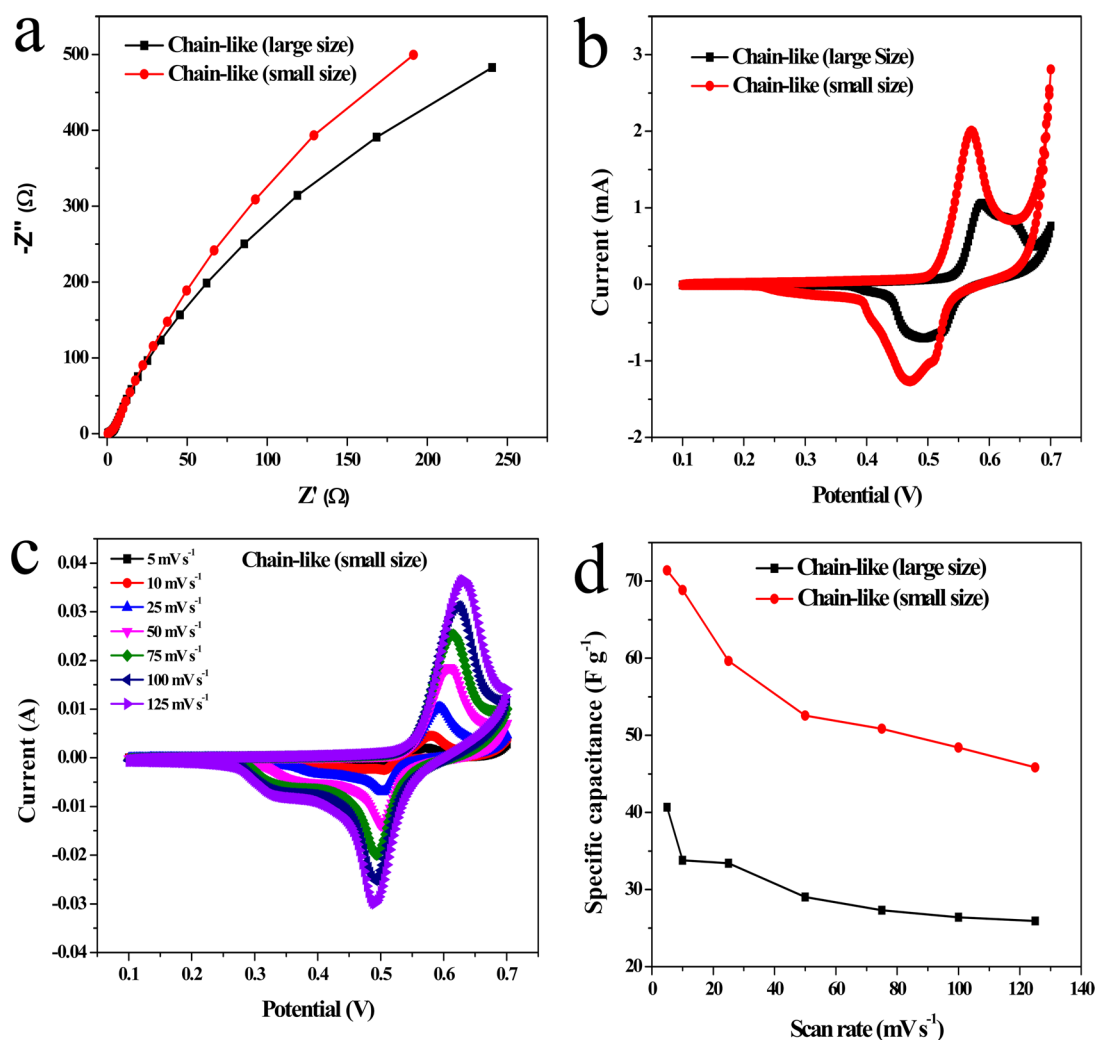 a
Chain-like (large size)
Chain-like (small size)
500
400
300
200
100
0
-Z" (Ω)
0 50 100 150 200 250
Z' (Ω)
b
Chain-like (large Size)
Chain-like (small size)
3
2
1
0
-1
-2
Current (mA)
0.1 0.2 0.3 0.4 0.5 0.6 0.7
Potential (V)
c
Chain-like (small size)
5 mV s⁻¹
10 mV s⁻¹
25 mV s⁻¹
50 mV s⁻¹
75 mV s⁻¹
100 mV s⁻¹
125 mV s⁻¹
0.04
0.03
0.02
0.01
0.00
-0.01
-0.02
-0.03
-0.04
Current (A)
0.1 0.2 0.3 0.4 0.5 0.6 0.7
Potential (V)
d
Chain-like (large size)
Chain-like (small size)
70
60
50
40
30
20
Specific capacitance (F g⁻¹)
0 20 40 60 80 100 120 140
Scan rate (mV s⁻¹)